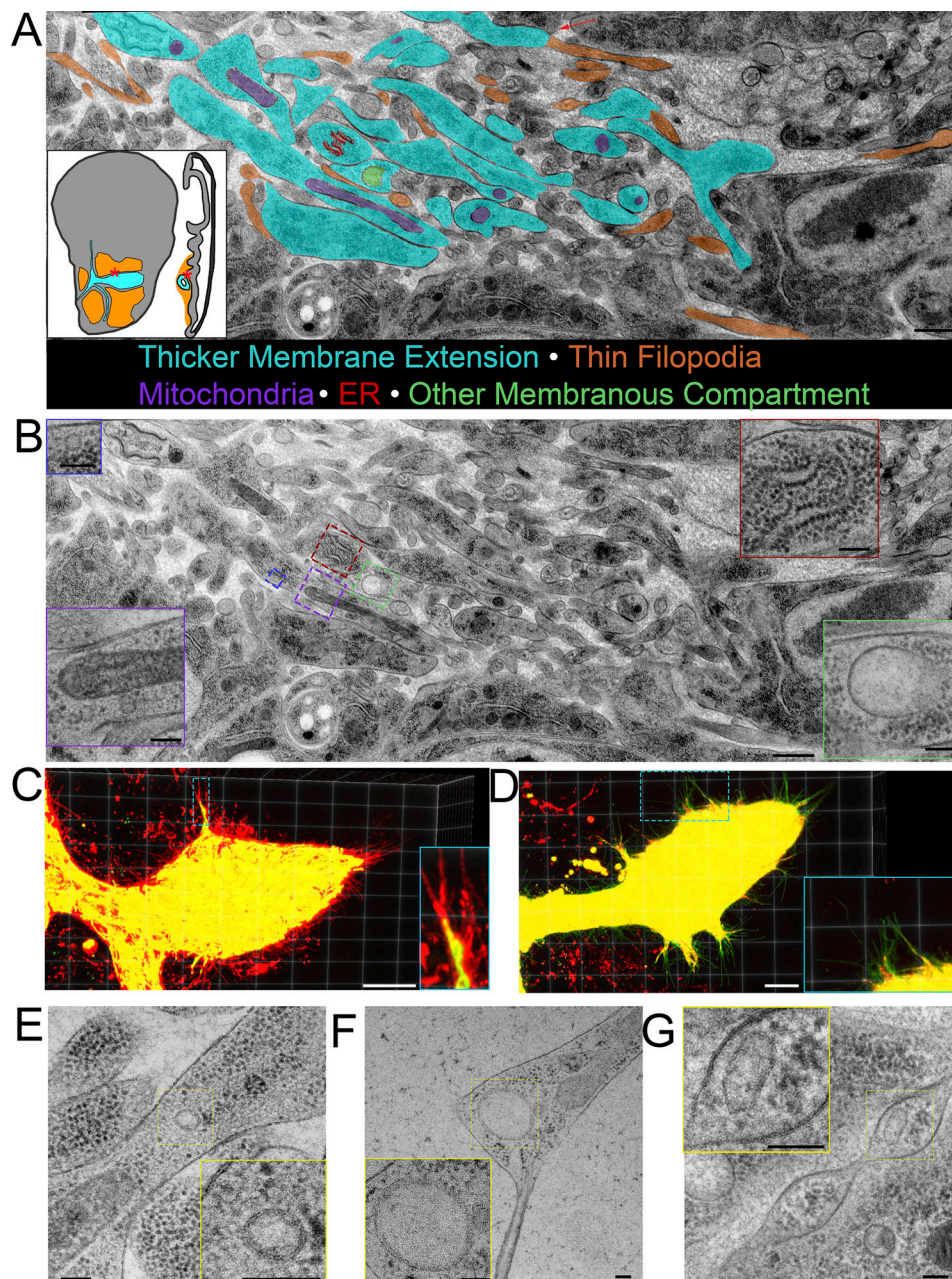 A
Thicker Membrane Extension • Thin Filopodia
Mitochondria • ER • Other Membranous Compartment
B
C
D
E
F
G